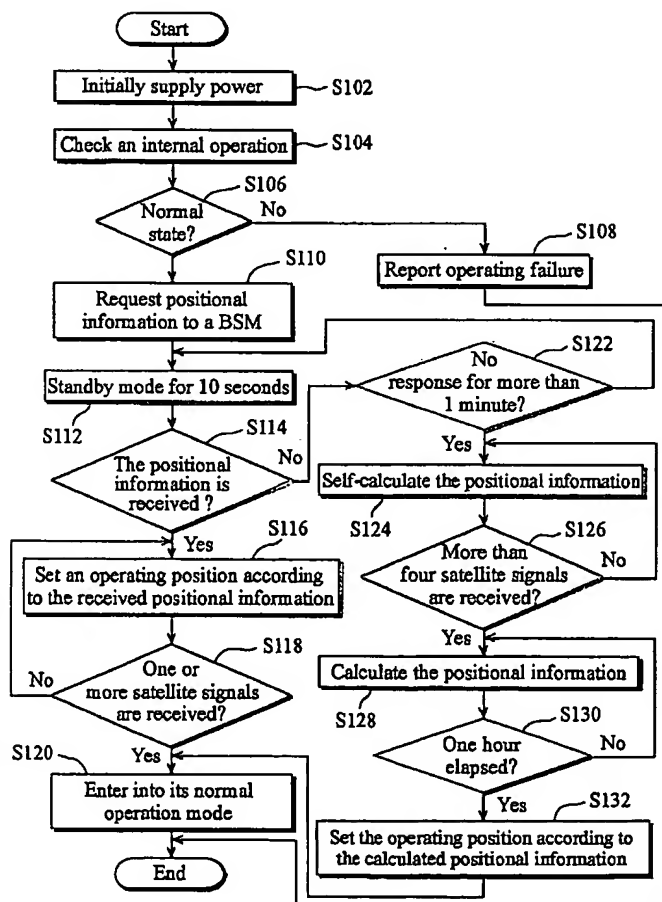 Start
Initially supply power
S102
Check an internal operation
S104
S106
Normal
state?
No
S108
Report operating failure
S110
Request positional
information to a BSM
S122
No
response for more than
1 minute?
Standby mode for 10 seconds
S112
S114
The positional
information is
received ?
No
Yes
Self-calculate the positional information
S124
S126
More than
four satellite signals
are received?
No
Yes
S116
Set an operating position according
to the received positional information
S118
One or
more satellite signals
are received?
No
Yes
Yes
Calculate the positional information
S128
S130
One hour
elapsed?
No
Yes
S132
Set the operating position according to
the calculated positional information
S120
Enter into its normal
operation mode
End